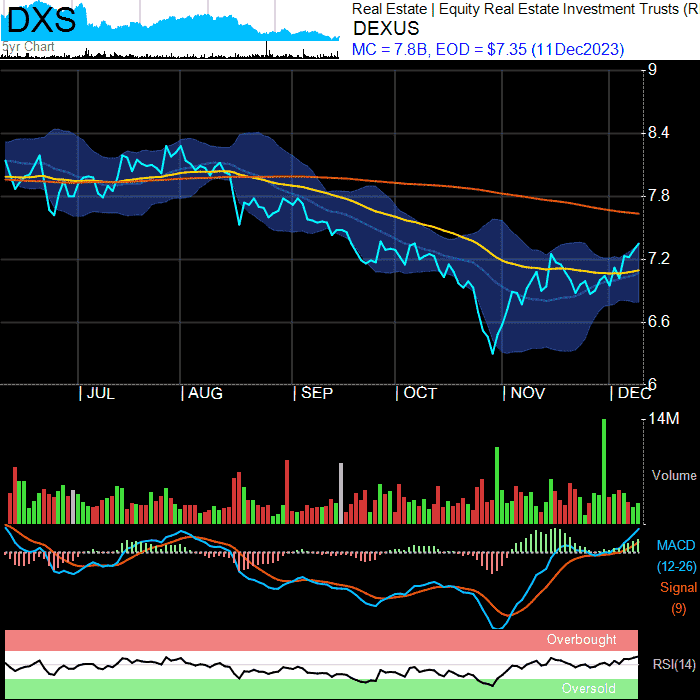 DXS
5yr Chart
Real Estate | Equity Real Estate Investment Trusts (R
DEXUS
MC = 7.8B, EOD = $7.35 (11Dec2023)
9
8.4
7.8
7.2
6.6
6
| JUL | AUG | SEP | OCT | NOV | DEC
14M
Volume
MACD
(12-26)
Signal
(9)
Overbought
RSI(14)
Oversold